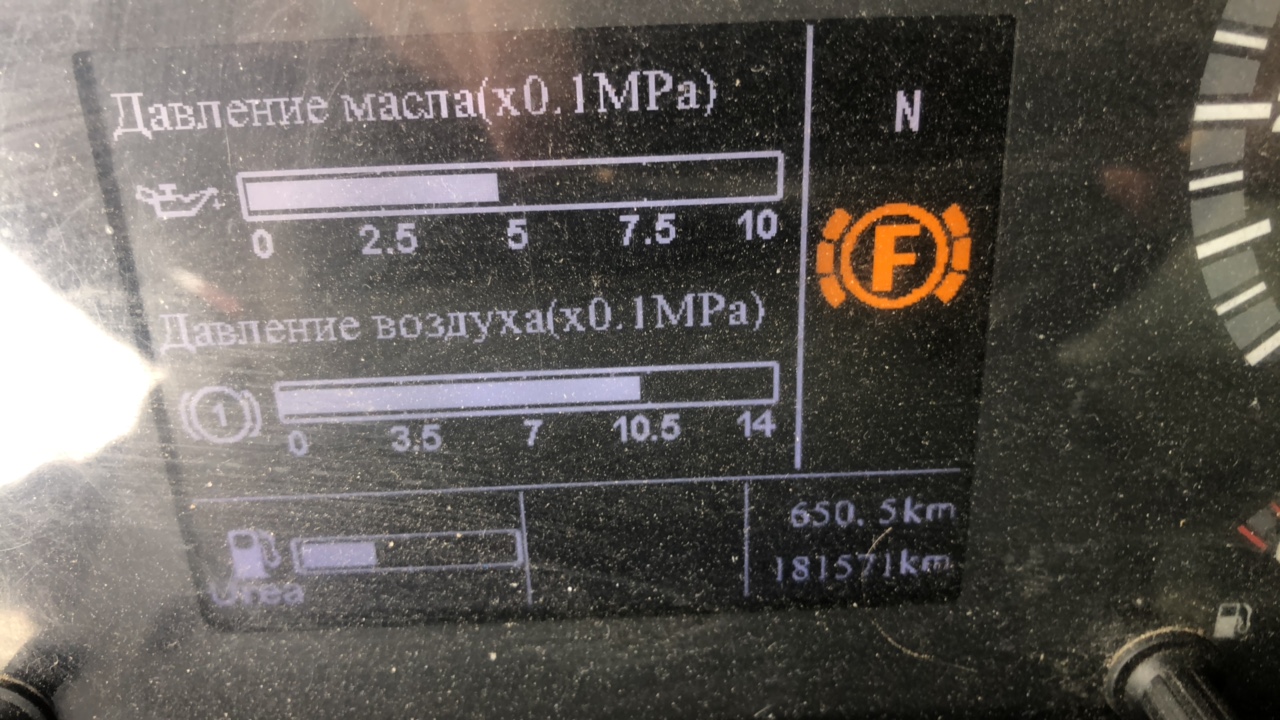 Давление масла(x0.1MPa)
N
0 2.5 5 7.5 10
F
Давление воздуха(x0.1MPa)
1
0 3.5 7 10.5 14
650.5km
181571km
Urea